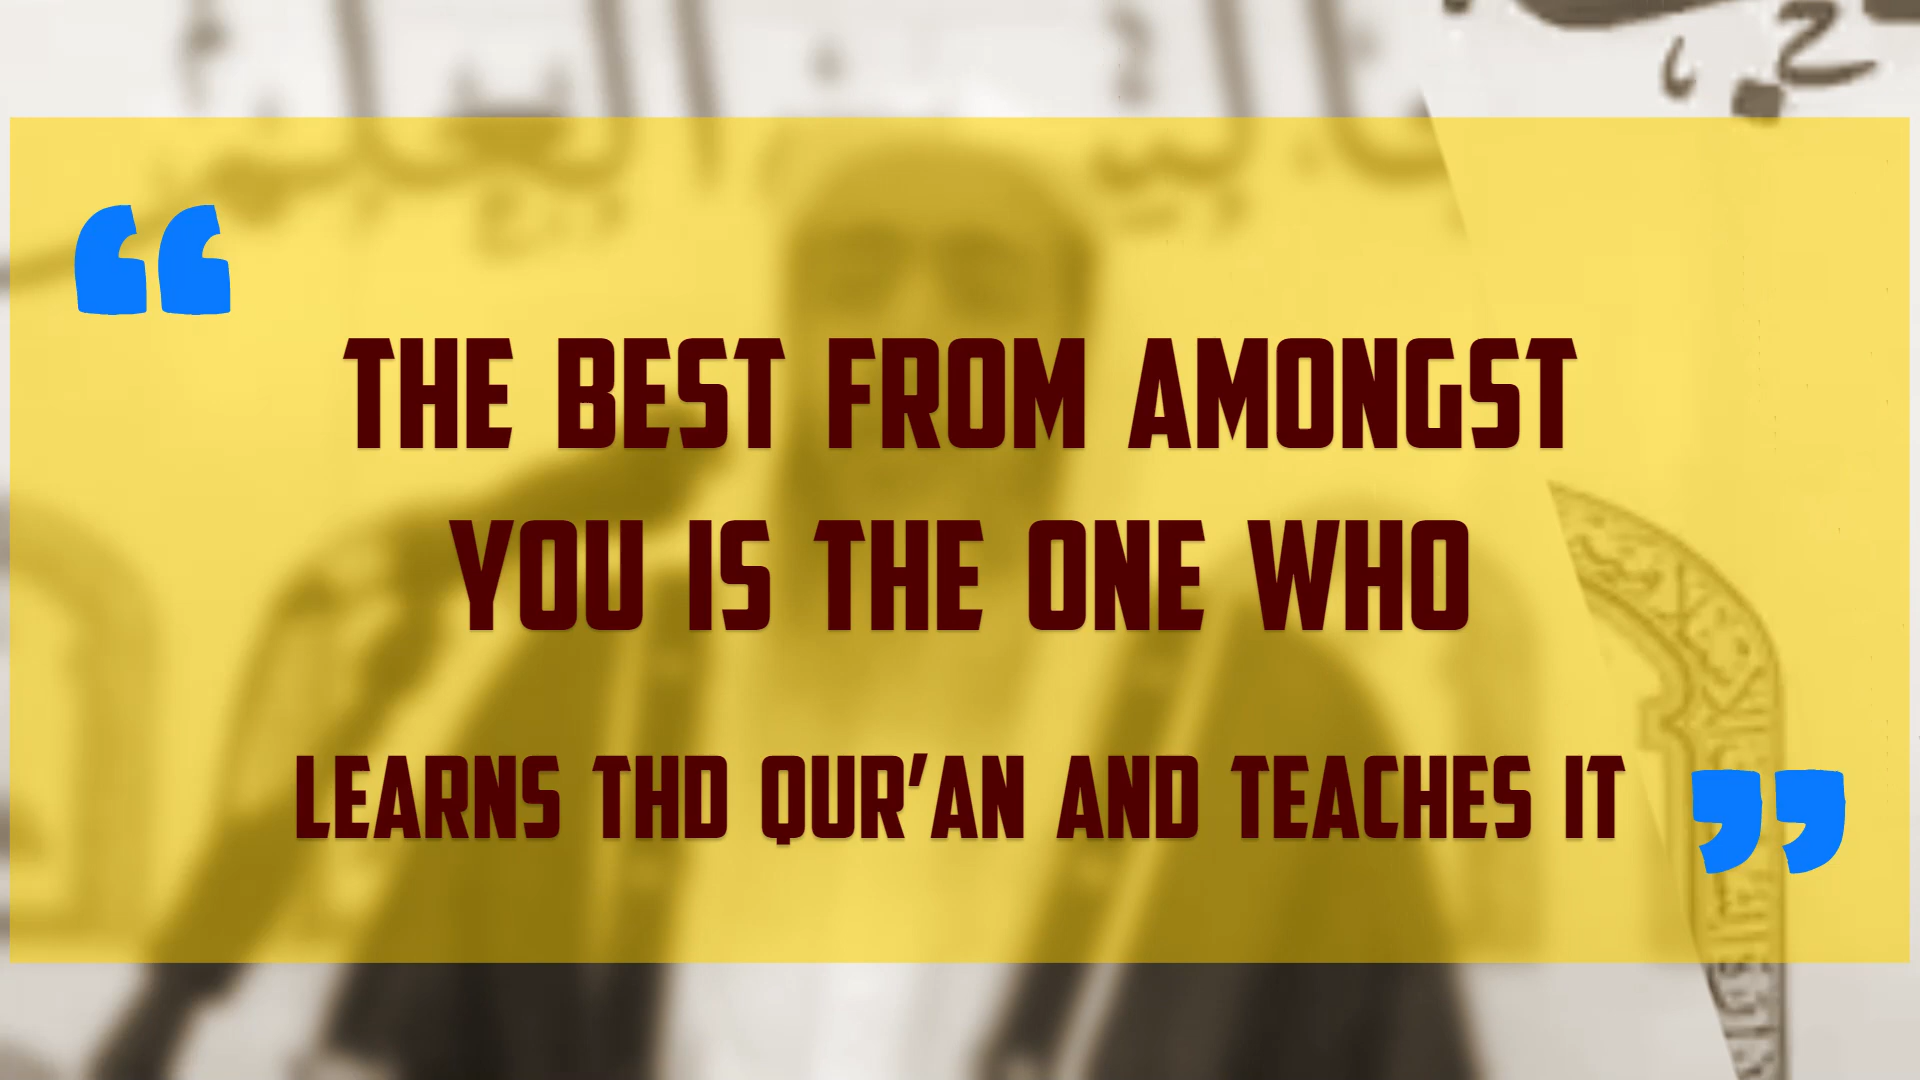 “
THE BEST FROM AMONGST
YOU IS THE ONE WHO
LEARNS THD QUR’AN AND TEACHES IT ”